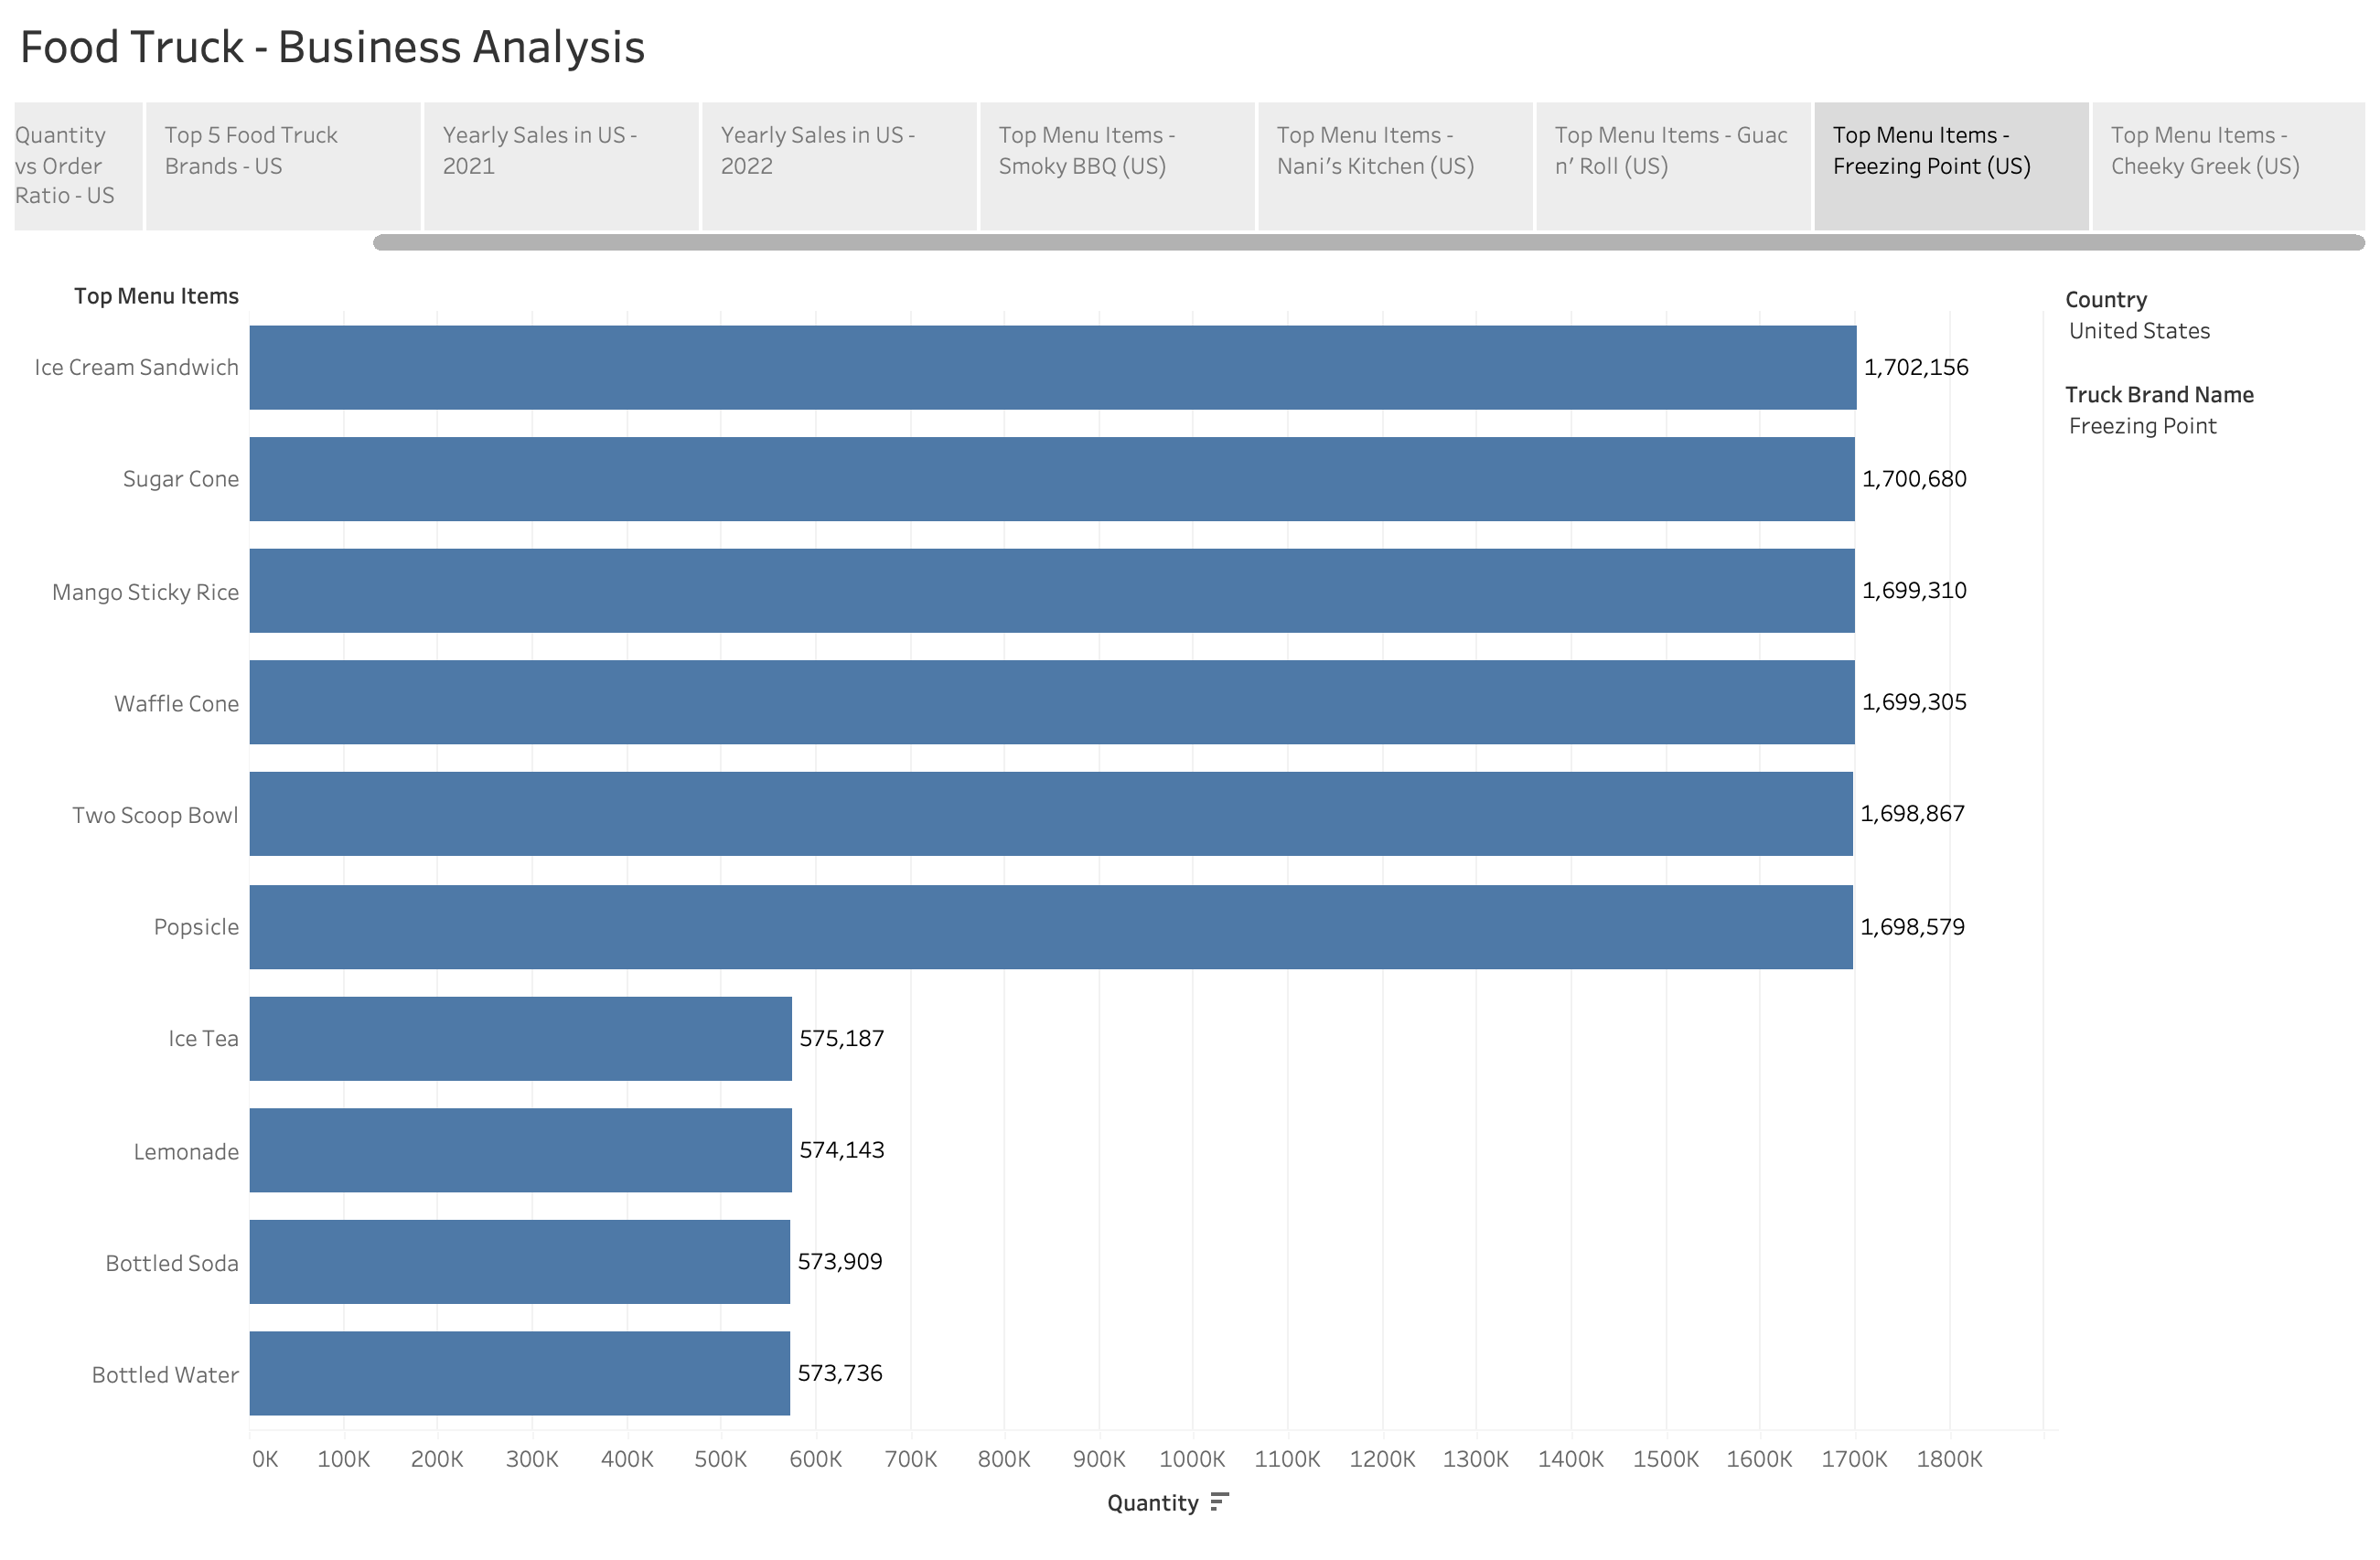 Food Truck - Business Analysis
Quantity
vs Order
Ratio - US
Top 5 Food Truck
Brands - US
Yearly Sales in US -
2021
Yearly Sales in US -
2022
Top Menu Items -
Smoky BBQ (US)
Top Menu Items -
Nani's Kitchen (US)
Top Menu Items - Guac
n' Roll (US)
Top Menu Items -
Freezing Point (US)
Top Menu Items -
Cheeky Greek (US)
Top Menu Items
Ice Cream Sandwich 1,702,156
Sugar Cone 1,700,680
Mango Sticky Rice 1,699,310
Waffle Cone 1,699,305
Two Scoop Bowl 1,698,867
Popsicle 1,698,579
Ice Tea 575,187
Lemonade 574,143
Bottled Soda 573,909
Bottled Water 573,736
0K 100K 200K 300K 400K 500K 600K 700K 800K 900K 1000K 1100K 1200K 1300K 1400K 1500K 1600K 1700K 1800K
Quantity
Country
United States
Truck Brand Name
Freezing Point